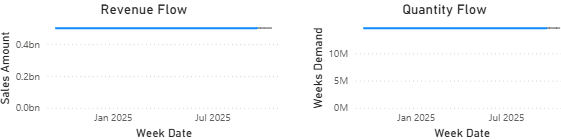 Revenue Flow
Sales Amount
0.4bn
0.2bn
0.0bn
Jan 2025 Jul 2025
Week Date
Quantity Flow
Weeks Demand
10M
5M
0M
Jan 2025 Jul 2025
Week Date